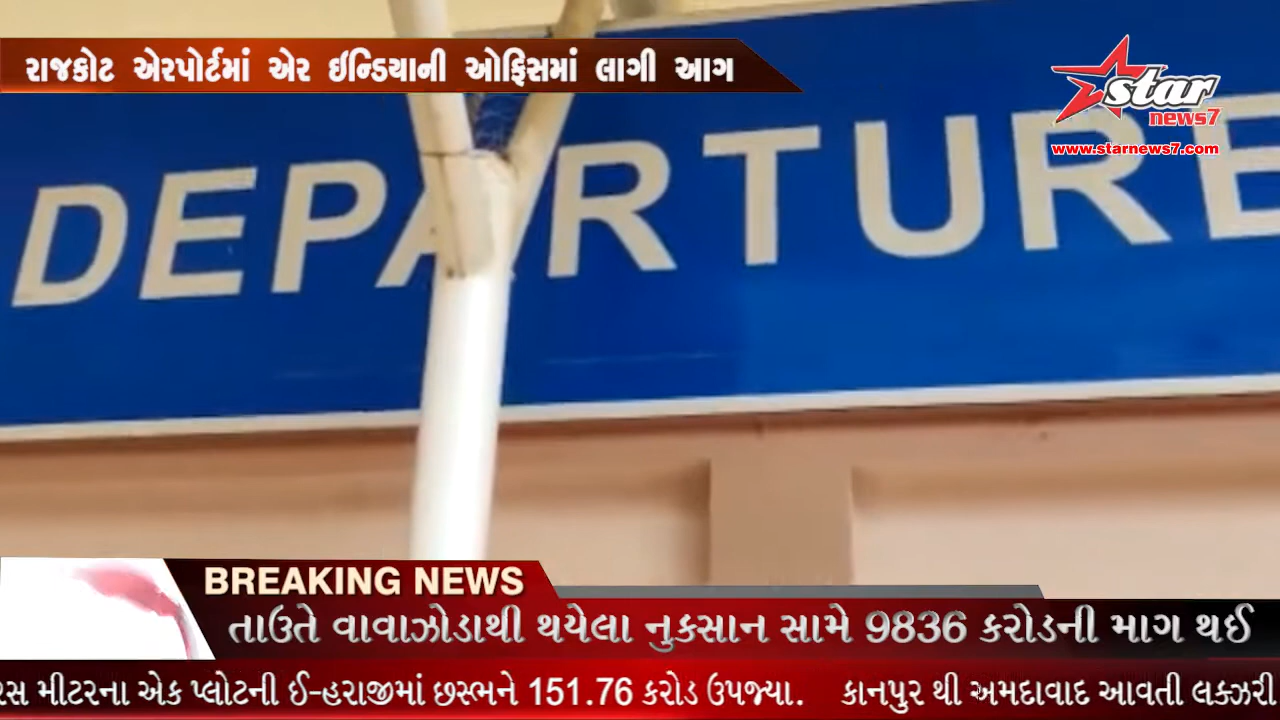 રાજકોટ એરપોર્ટમાં એર ઇન્ડિયાની ઓફિસમાં લાગી આગ
star
news7
www.starnews7.com
DEPARTURE
BREAKING NEWS
તાઉતે વાવાઝોડાથી થયેલા નુકસાન સામે 9836 કરોડની માગ થઈ
મીટરના એક પ્લોટની ઈ-હરાજીમાં છસ્ભને 151.76 કરોડ ઉપજ્યા. કાનપુર થી અમદાવાદ આવતી લક્ઝરી